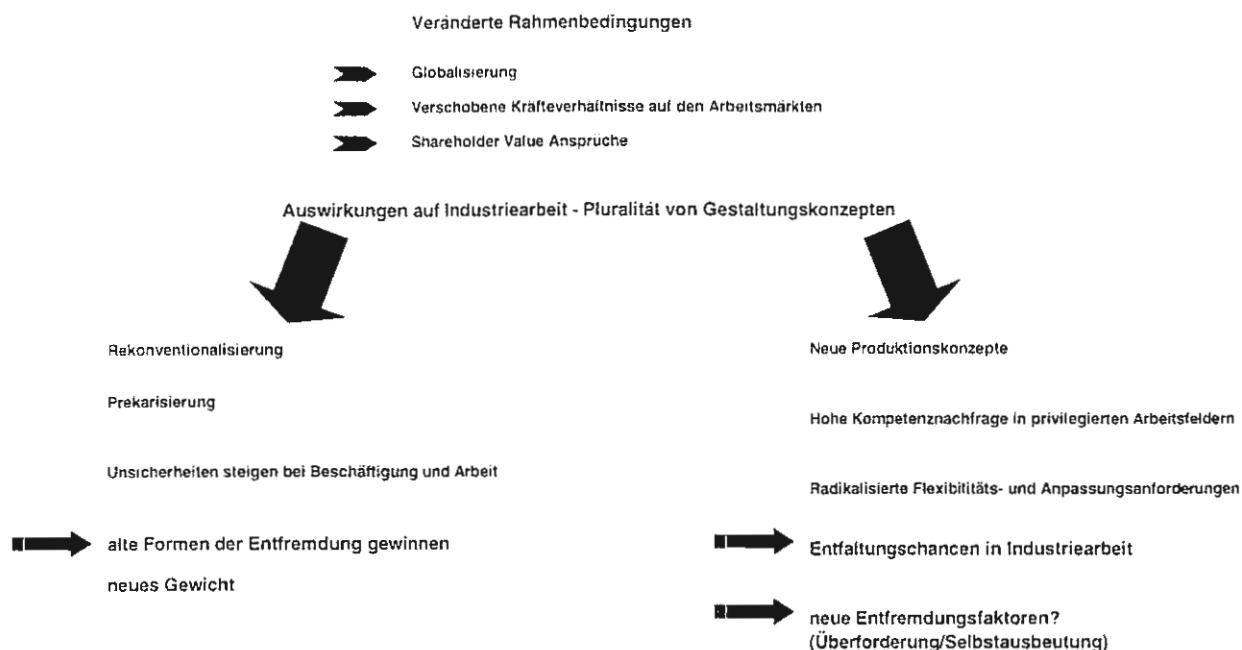 Veränderte Rahmenbedingungen
Globalisierung
Verschobene Kräfteverhältnisse auf den Arbeitsmärkten
Shareholder Value Ansprüche
Auswirkungen auf Industriearbeit - Pluralität von Gestaltungskonzepten
Rekonventionalisierung
Prekarisierung
Unsicherheiten steigen bei Beschäftigung und Arbeit
alte Formen der Entfremdung gewinnen
neues Gewicht
Neue Produktionskonzepte
Hohe Kompetenznachfrage in privilegierten Arbeitsfeldern
Radikalisierte Flexibititäts- und Anpassungsanforderungen
Entfaltungschancen in Industriearbeit
neue Entfremdungsfaktoren?
(Überforderung/Selbstausbeutung)